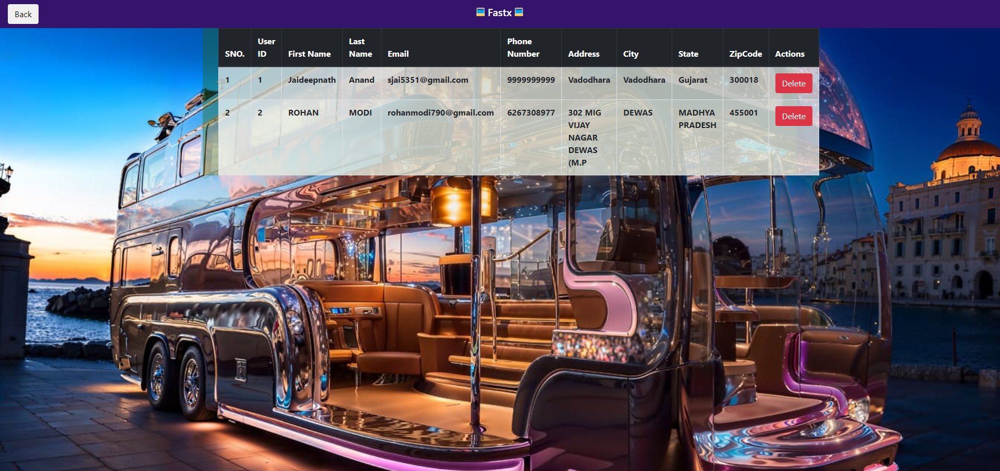 Back
Fastx
SNO. User ID First Name Last Name Email Phone Number Address City State ZipCode Actions
1 1 Jaideepnath Anand sjai5351@gmail.com 9999999999 Vadodhara Vadodhara Gujarat 300018 Delete
2 2 ROHAN MODI rohanmodi790@gmail.com 6267308977 302 MIG DEWAS MADHYA 455001 Delete
VIJAY PRADESH
NAGAR
DEWAS
(M.P